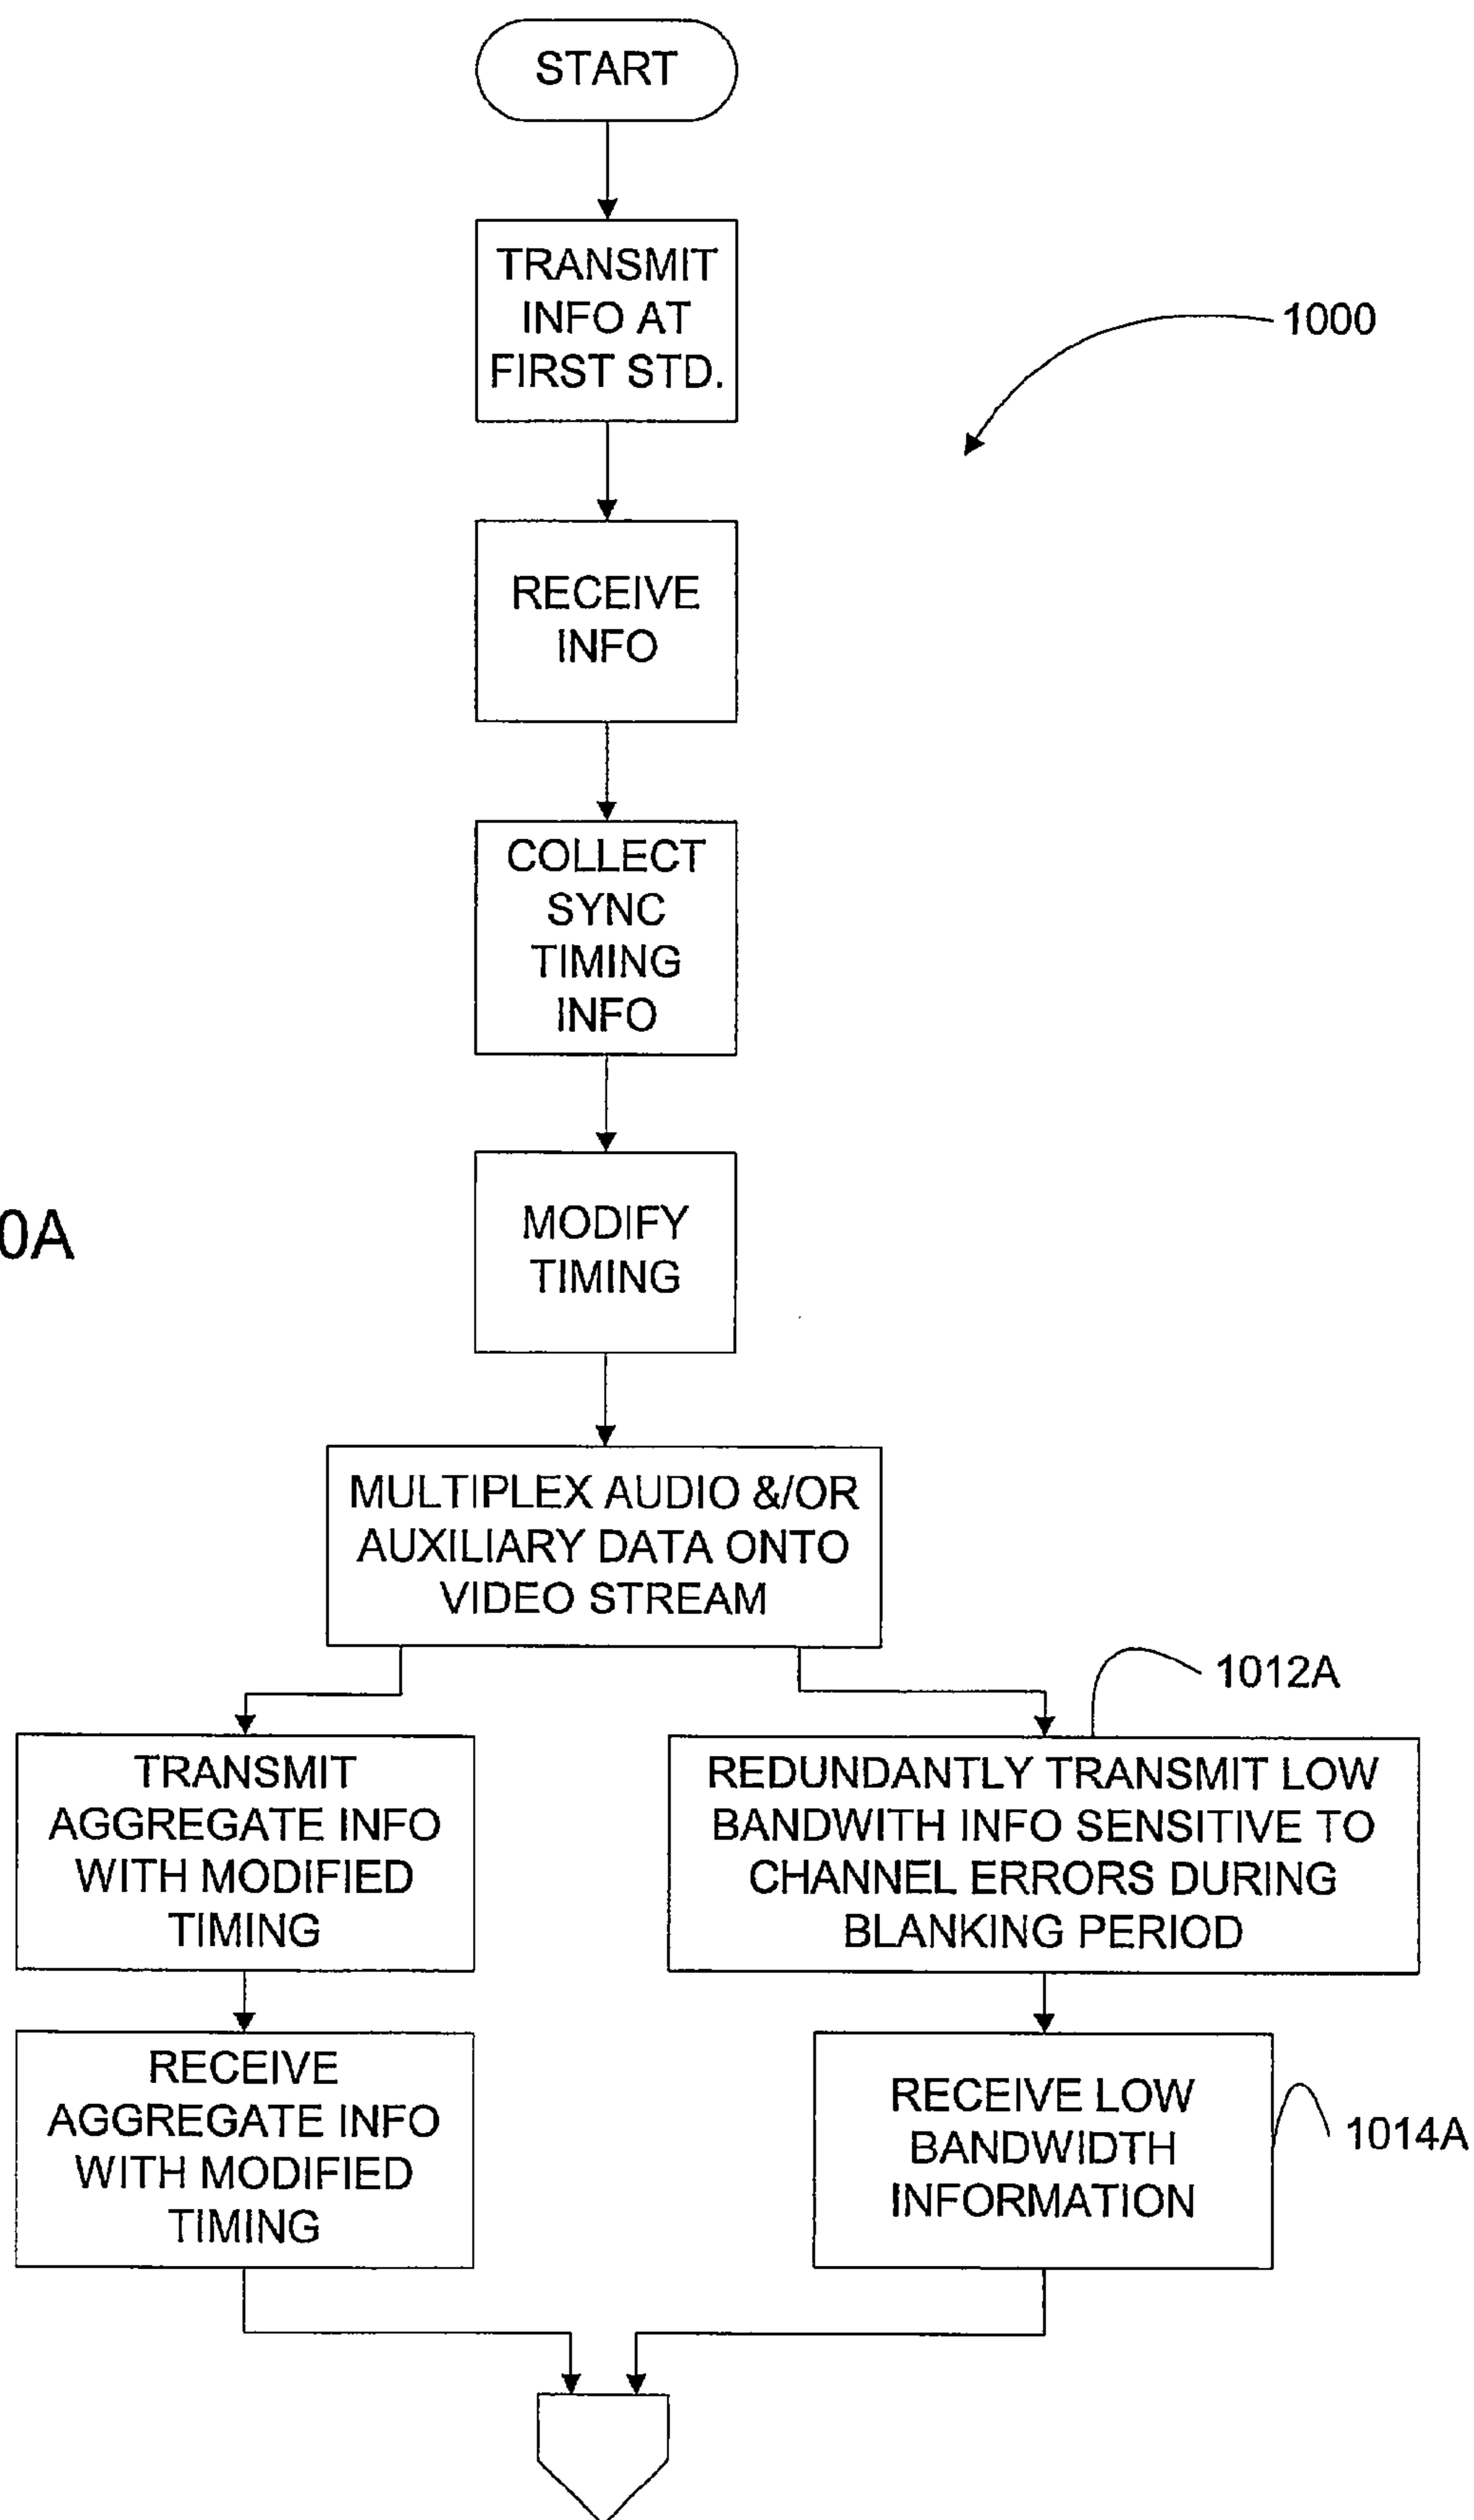 START
TRANSMIT
INFO AT
FIRST STD.
1000
RECEIVE
INFO
COLLECT
SYNC
TIMING
INFO
0A
MODIFY
TIMING
MULTIPLEX AUDIO &/OR
AUXILIARY DATA ONTO
VIDEO STREAM
1012A
TRANSMIT
AGGREGATE INFO
WITH MODIFIED
TIMING
REDUNDANTLY TRANSMIT LOW
BANDWITH INFO SENSITIVE TO
CHANNEL ERRORS DURING
BLANKING PERIOD
RECEIVE
AGGREGATE INFO
WITH MODIFIED
TIMING
RECEIVE LOW
BANDWIDTH
INFORMATION
1014A